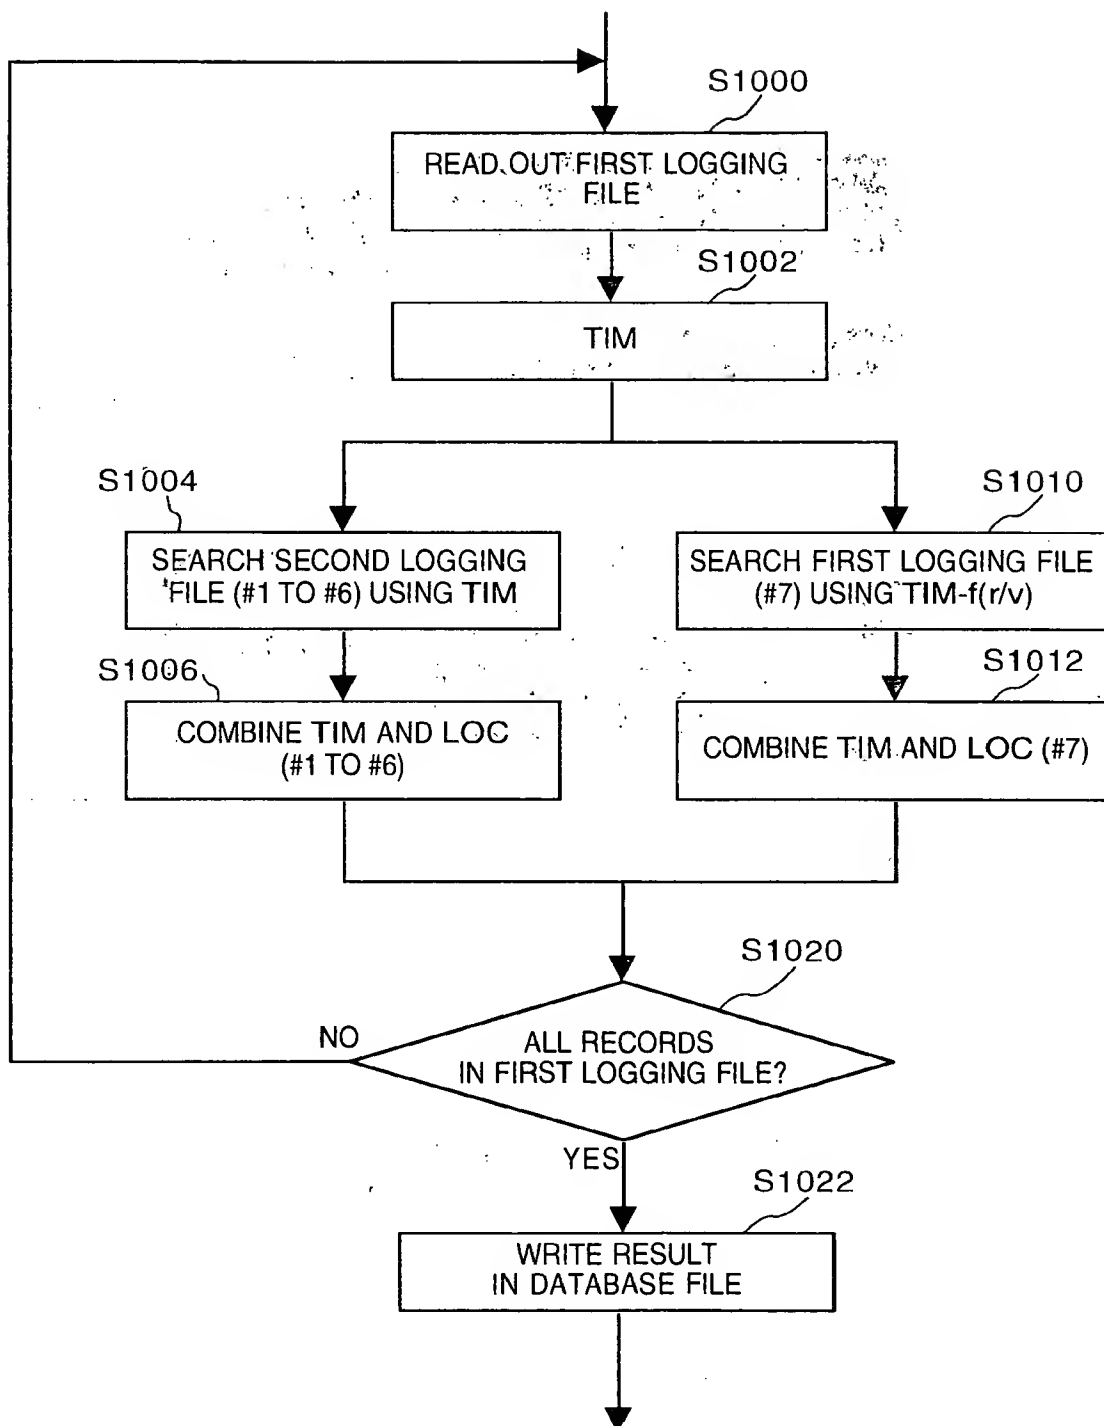 S1000
READ OUT FIRST LOGGING
FILE
S1002
TIM
S1004
SEARCH SECOND LOGGING
FILE (#1 TO #6) USING TIM
S1010
SEARCH FIRST LOGGING FILE
(#7) USING TIM-f(r/v)
S1006
COMBINE TIM AND LOC
(#1 TO #6)
S1012
COMBINE TIM AND LOC (#7)
S1020
NO
ALL RECORDS
IN FIRST LOGGING FILE?
YES
S1022
WRITE RESULT
IN DATABASE FILE